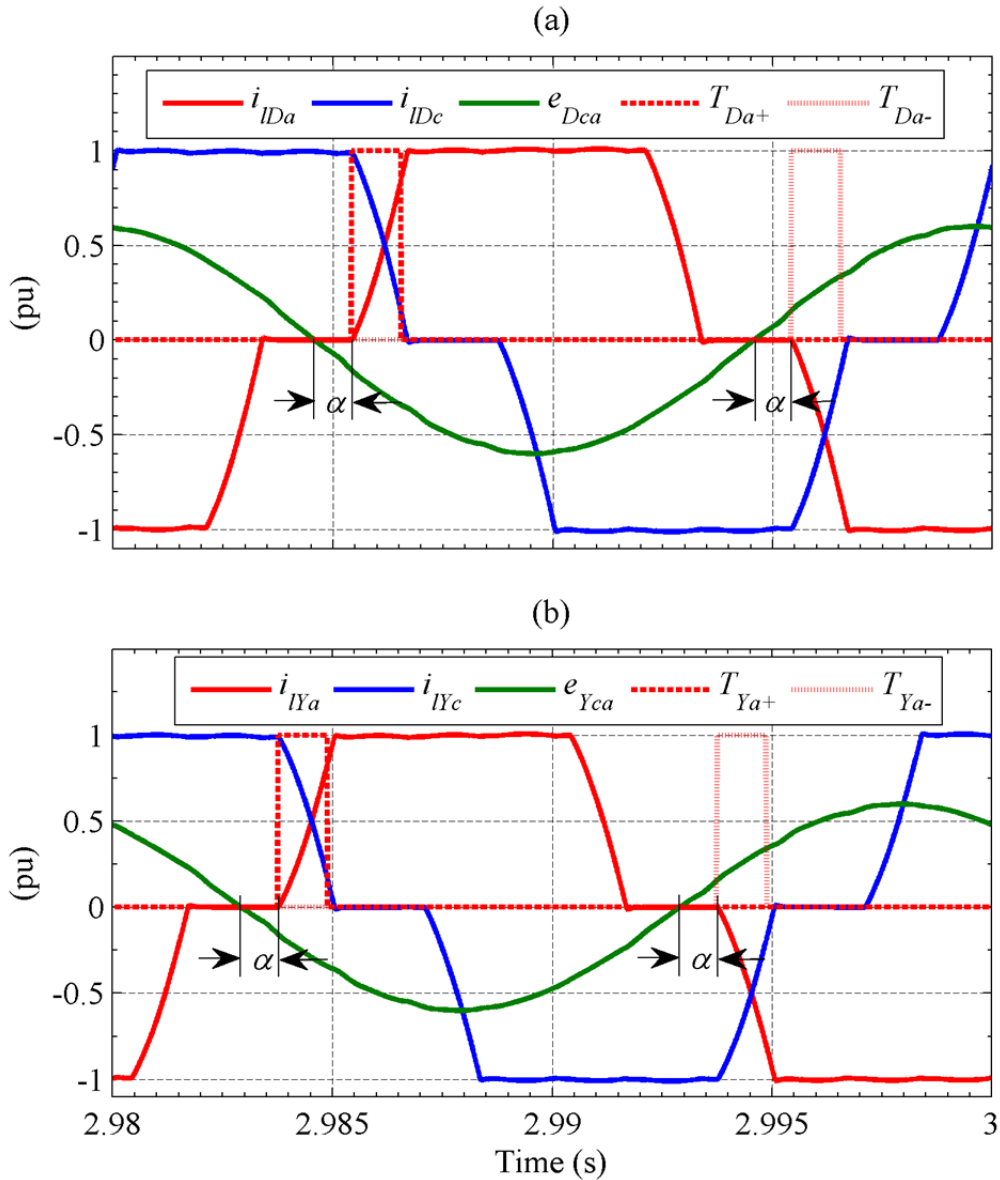 (a)
i_lDa i_lDc e_Dca T_Da+ T_Da-
1
0.5
0
-0.5
-1
(pu)
α α
(b)
i_lYa i_lYc e_Yca T_Ya+ T_Ya-
1
0.5
0
-0.5
-1
(pu)
α α
2.98 2.985 2.99 2.995 3
Time (s)